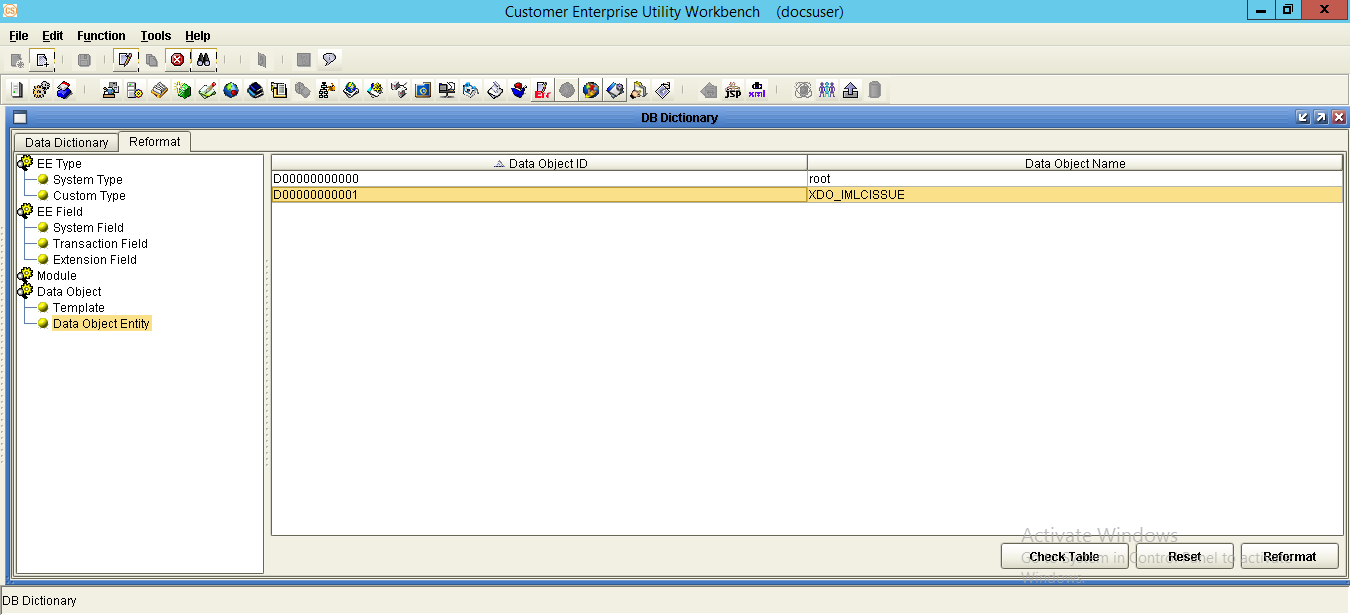 Customer Enterprise Utility Workbench (docsuser)
File Edit Function Tools Help
jsp
xml
DB Dictionary
Data Dictionary Reformat
EE Type
System Type
Custom Type
EE Field
System Field
Transaction Field
Extension Field
Module
Data Object
Template
Data Object Entity
Data Object ID Data Object Name
D00000000000 root
D00000000001 XDO_IMLCISSUE
Activate Windows
Go to System in Control Panel to activate
Windows.
Check Table Reset Reformat
DB Dictionary